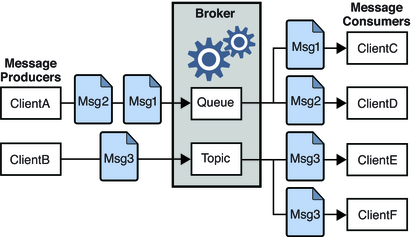 Broker
Message
Consumers
Message
Producers
Msg1
ClientC
ClientA
Msg2
Msg1
Queue
Msg2
ClientD
ClientB
Msg3
Topic
Msg3
ClientE
Msg3
ClientF